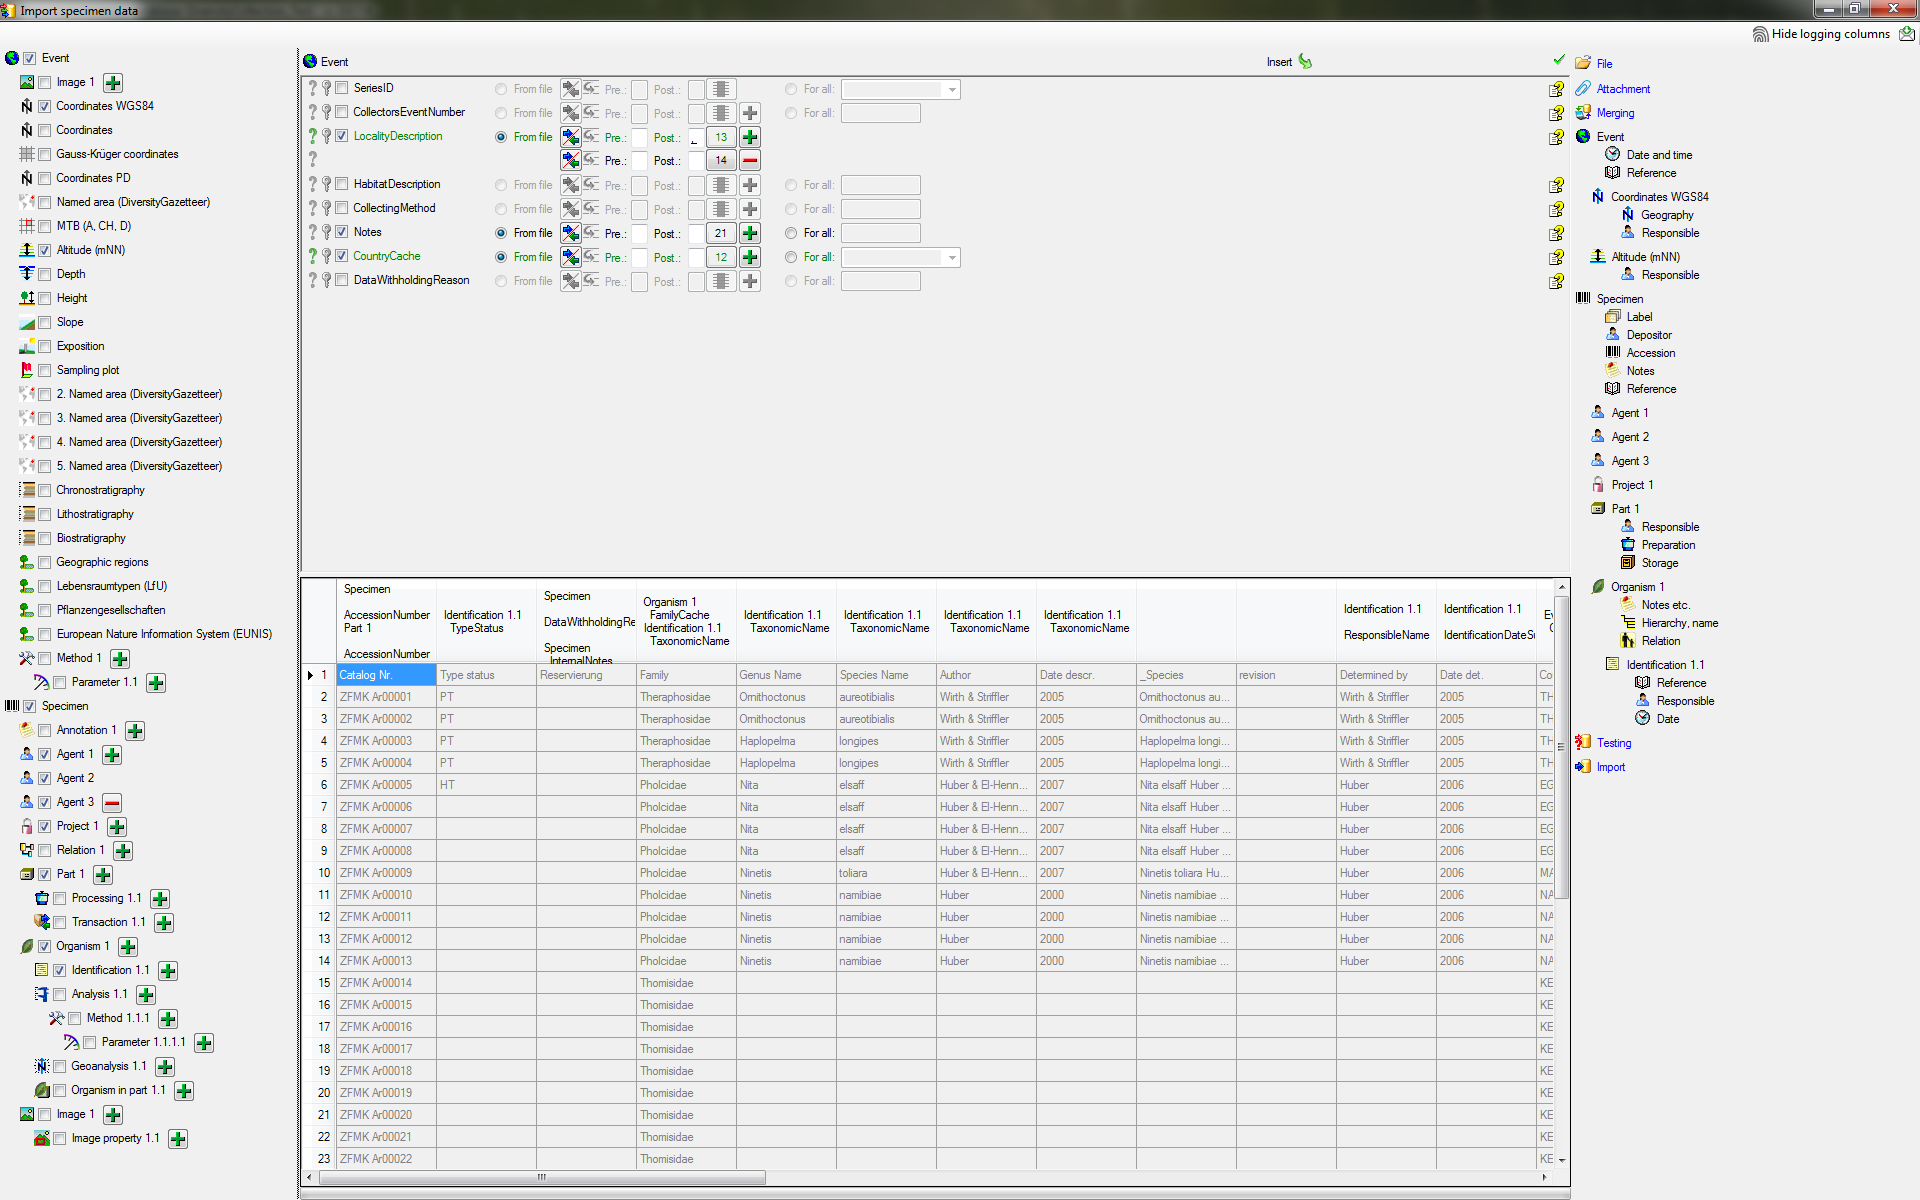 Import specimen data
Hide logging columns
Event
Image 1
Coordinates WGS84
Coordinates
Gauss-Krüger coordinates
Coordinates PD
Named area (DiversityGazetteer)
MTB (A, CH, D)
Altitude (mNN)
Depth
Height
Slope
Exposition
Sampling plot
2. Named area (DiversityGazetteer)
3. Named area (DiversityGazetteer)
4. Named area (DiversityGazetteer)
5. Named area (DiversityGazetteer)
Chronostratigraphy
Lithostratigraphy
Biostratigraphy
Geographic regions
Lebensraumtypen (LfU)
Pflanzengesellschaften
European Nature Information System (EUNIS)
Method 1
Parameter 1.1
Specimen
Annotation 1
Agent 1
Agent 2
Agent 3
Project 1
Relation 1
Part 1
Processing 1.1
Transaction 1.1
Organism 1
Identification 1.1
Analysis 1.1
Method 1.1.1
Parameter 1.1.1.1
Geoanalysis 1.1
Organism in part 1.1
Image 1
Image property 1.1
Event Insert
SeriesID From file Pre.: Post.: For all:
CollectorsEventNumber From file Pre.: Post.: For all:
LocalityDescription From file Pre.: Post.: 13
Pre.: Post.: 14
HabitatDescription From file Pre.: Post.: For all:
CollectingMethod From file Pre.: Post.: For all:
Notes From file Pre.: Post.: 21 For all:
CountryCache From file Pre.: Post.: 12 For all:
DataWithholdingReason From file Pre.: Post.: For all:
Specimen
AccessionNumber
Part 1
AccessionNumber
Identification 1.1
TypeStatus
Specimen
DataWithholdingRe
Specimen
InternalNotes
Organism 1
FamilyCache
Identification 1.1
TaxonomicName
Identification 1.1
TaxonomicName
Identification 1.1
TaxonomicName
Identification 1.1
TaxonomicName
Identification 1.1
TaxonomicName
Identification 1.1
ResponsibleName
Identification 1.1
IdentificationDateSu
Ev
C
1 Catalog Nr. Type status Reservierung Family Genus Name Species Name Author Date descr. _Species revision Determined by Date det. Co
2 ZFMK Ar00001 PT Theraphosidae Ornithoctonus aureotibialis Wirth & Striffler 2005 Ornithoctonus au... Wirth & Striffler 2005 TH
3 ZFMK Ar00002 PT Theraphosidae Ornithoctonus aureotibialis Wirth & Striffler 2005 Ornithoctonus au... Wirth & Striffler 2005 TH
4 ZFMK Ar00003 PT Theraphosidae Haplopelma longipes Wirth & Striffler 2005 Haplopelma longi... Wirth & Striffler 2005 TH
5 ZFMK Ar00004 PT Theraphosidae Haplopelma longipes Wirth & Striffler 2005 Haplopelma longi... Wirth & Striffler 2005 TH
6 ZFMK Ar00005 HT Pholcidae Nita elsaff Huber & El-Henn... 2007 Nita elsaff Huber ... Huber 2006 EG
7 ZFMK Ar00006 Pholcidae Nita elsaff Huber & El-Henn... 2007 Nita elsaff Huber ... Huber 2006 EG
8 ZFMK Ar00007 Pholcidae Nita elsaff Huber & El-Henn... 2007 Nita elsaff Huber ... Huber 2006 EG
9 ZFMK Ar00008 Pholcidae Nita elsaff Huber & El-Henn... 2007 Nita elsaff Huber ... Huber 2006 EG
10 ZFMK Ar00009 Pholcidae Ninetis toliara Huber & El-Henn... 2007 Ninetis toliara Hu... Huber 2006 MA
11 ZFMK Ar00010 Pholcidae Ninetis namibiae Huber 2000 Ninetis namibiae ... Huber 2006 NA
12 ZFMK Ar00011 Pholcidae Ninetis namibiae Huber 2000 Ninetis namibiae ... Huber 2006 NA
13 ZFMK Ar00012 Pholcidae Ninetis namibiae Huber 2000 Ninetis namibiae ... Huber 2006 NA
14 ZFMK Ar00013 Pholcidae Ninetis namibiae Huber 2000 Ninetis namibiae ... Huber 2006 NA
15 ZFMK Ar00014 Thomisidae KE
16 ZFMK Ar00015 Thomisidae KE
17 ZFMK Ar00016 Thomisidae KE
18 ZFMK Ar00017 Thomisidae KE
19 ZFMK Ar00018 Thomisidae KE
20 ZFMK Ar00019 Thomisidae KE
21 ZFMK Ar00020 Thomisidae KE
22 ZFMK Ar00021 Thomisidae KE
23 ZFMK Ar00022 Thomisidae
File
Attachment
Merging
Event
Date and time
Reference
Coordinates WGS84
Geography
Responsible
Altitude (mNN)
Responsible
Specimen
Label
Depositor
Accession
Notes
Reference
Agent 1
Agent 2
Agent 3
Project 1
Part 1
Responsible
Preparation
Storage
Organism 1
Notes etc.
Hierarchy, name
Relation
Identification 1.1
Reference
Responsible
Date
Testing
Import